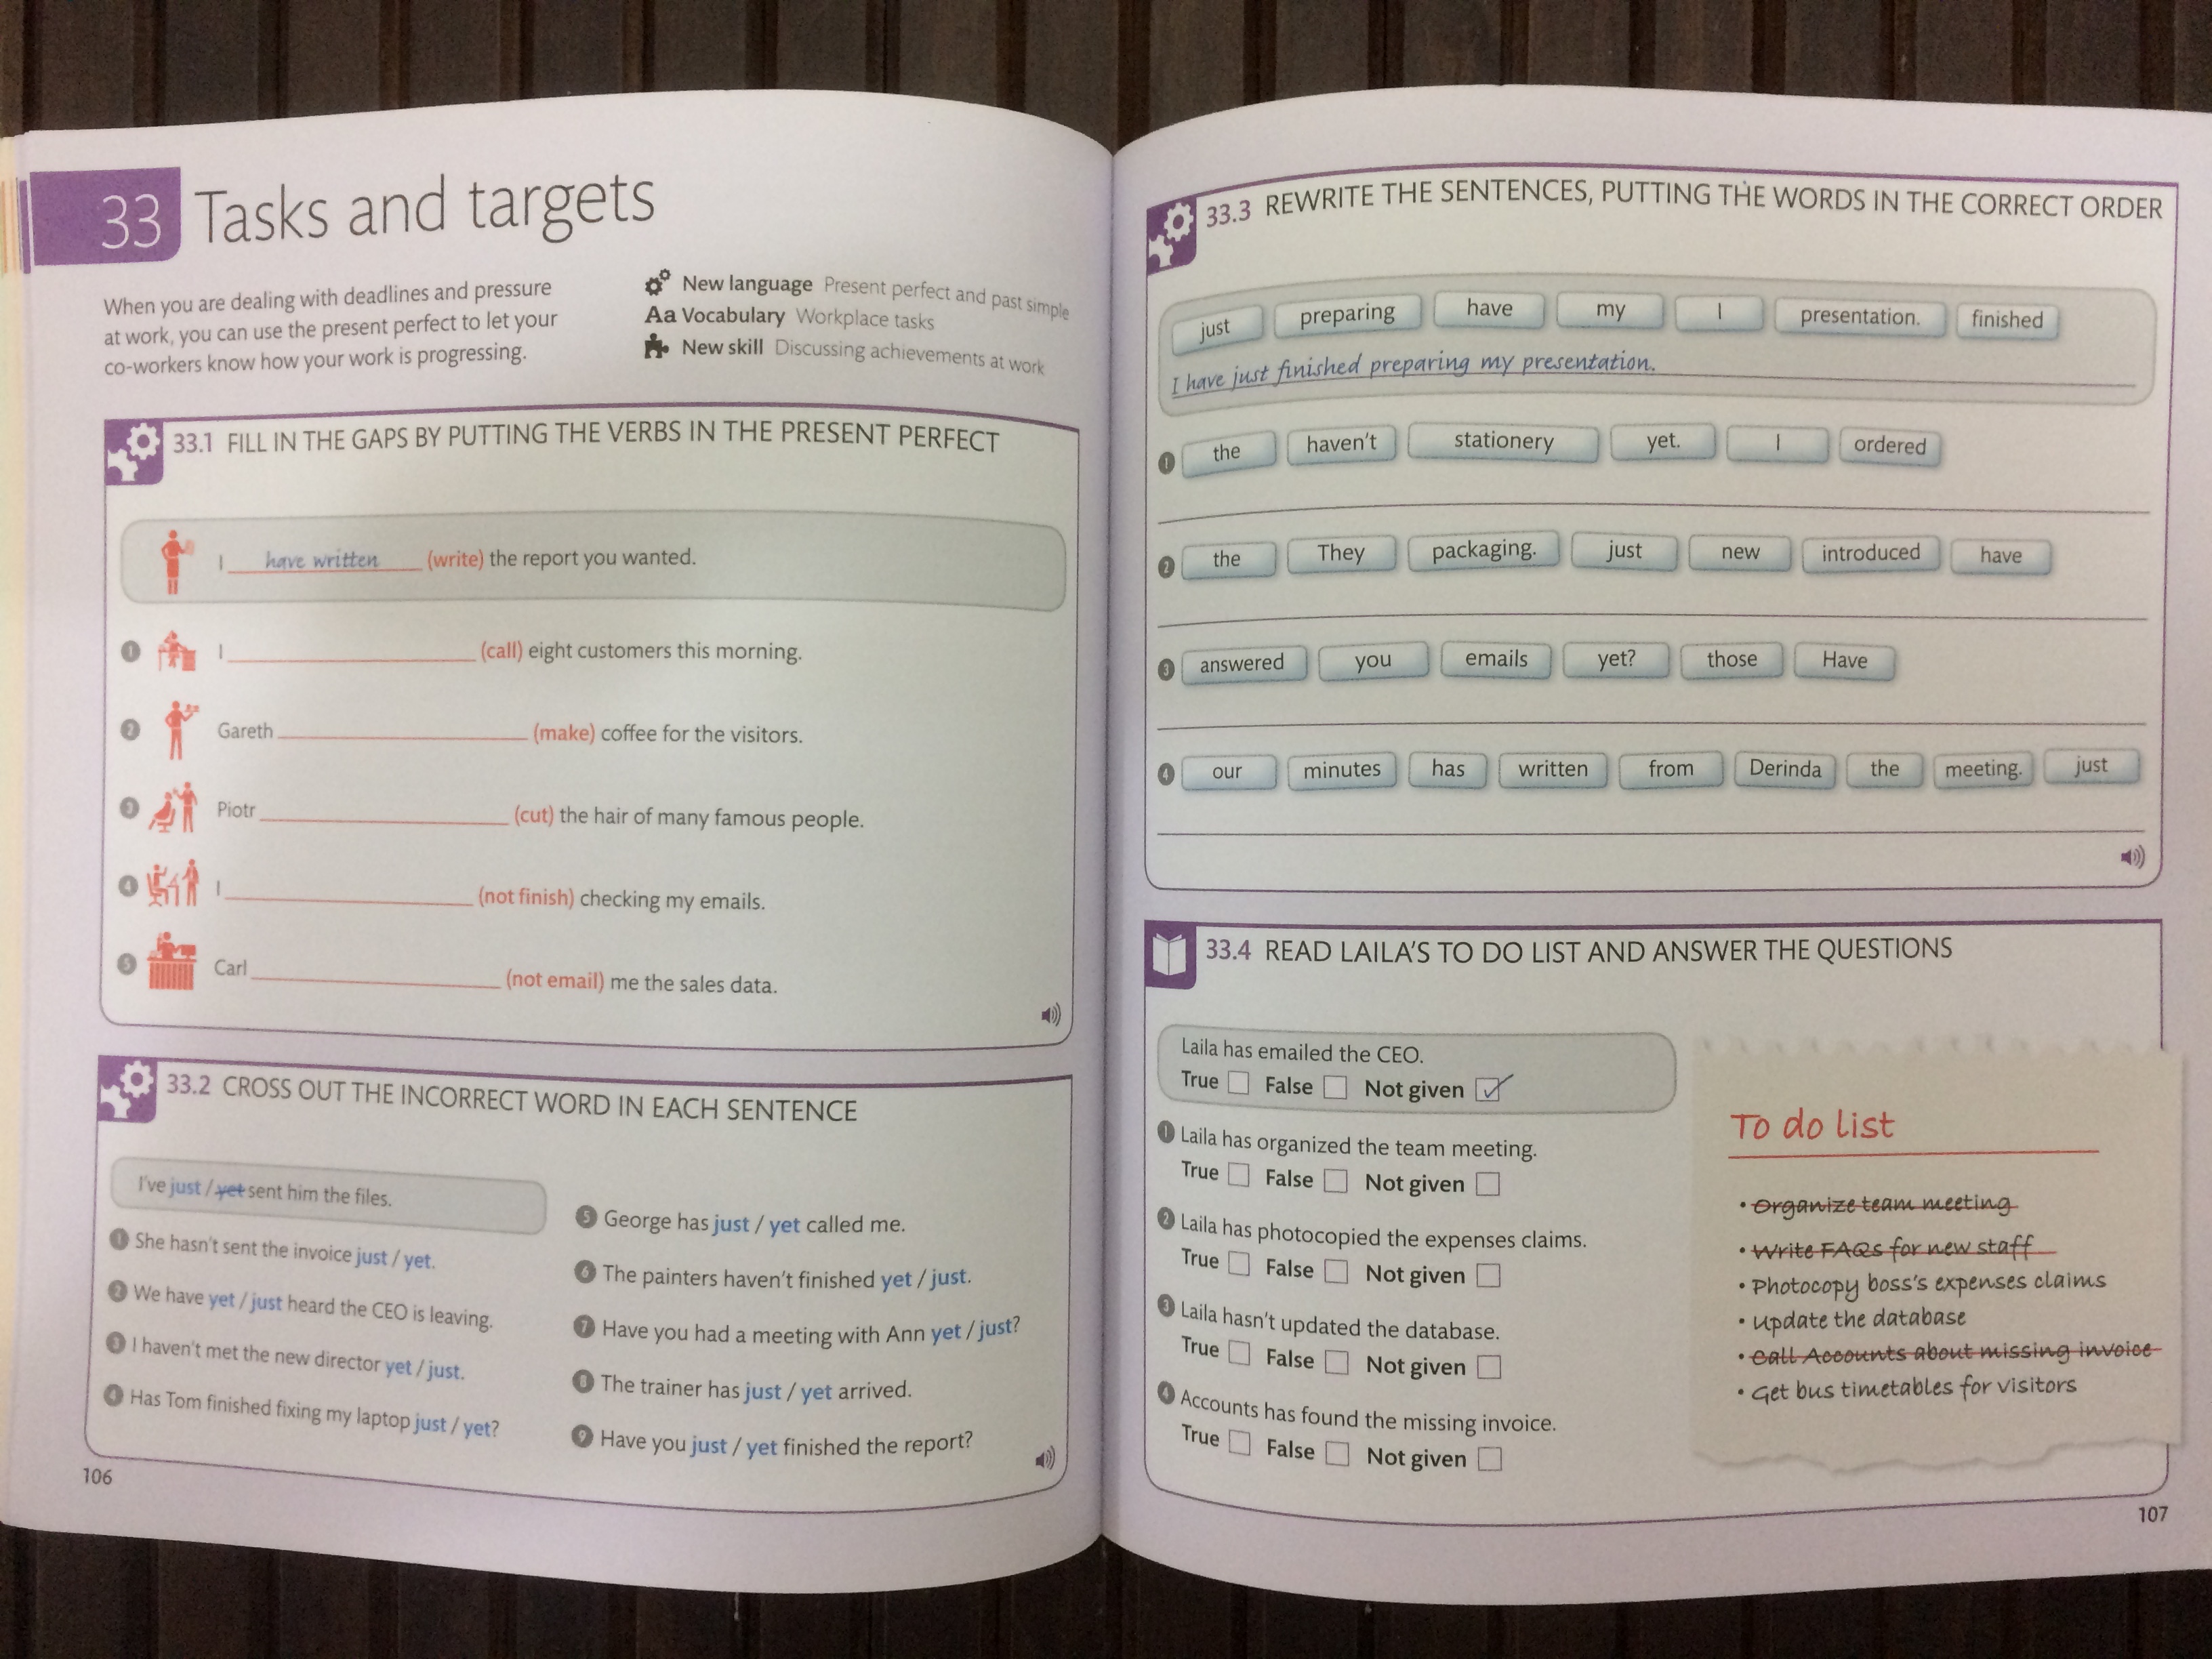 33 Tasks and targets
When you are dealing with deadlines and pressure
at work, you can use the present perfect to let your
co-workers know how your work is progressing.
New language Present perfect and past simple
Aa Vocabulary Workplace tasks
New skill Discussing achievements at work
33.1 FILL IN THE GAPS BY PUTTING THE VERBS IN THE PRESENT PERFECT
I have written (write) the report you wanted.
1 I (call) eight customers this morning.
2 Gareth (make) coffee for the visitors.
3 Piotr (cut) the hair of many famous people.
4 I (not finish) checking my emails.
5 Carl (not email) me the sales data.
33.2 CROSS OUT THE INCORRECT WORD IN EACH SENTENCE
I've just / yet sent him the files.
1 She hasn't sent the invoice just / yet.
2 We have yet / just heard the CEO is leaving.
3 I haven't met the new director yet / just.
4 Has Tom finished fixing my laptop just / yet?
5 George has just / yet called me.
6 The painters haven't finished yet / just.
7 Have you had a meeting with Ann yet / just?
8 The trainer has just / yet arrived.
9 Have you just / yet finished the report?
106
33.3 REWRITE THE SENTENCES, PUTTING THE WORDS IN THE CORRECT ORDER
just preparing have my I presentation. finished
I have just finished preparing my presentation.
1 the haven't stationery yet. I ordered
2 the They packaging. just new introduced have
3 answered you emails yet? those Have
4 our minutes has written from Derinda the meeting. just
33.4 READ LAILA'S TO DO LIST AND ANSWER THE QUESTIONS
Laila has emailed the CEO.
True False Not given
1 Laila has organized the team meeting.
True False Not given
2 Laila has photocopied the expenses claims.
True False Not given
3 Laila hasn't updated the database.
True False Not given
4 Accounts has found the missing invoice.
True False Not given
To do list
• Organize team meeting
• Write FAQs for new staff
• Photocopy boss's expenses claims
• Update the database
• Call Accounts about missing invoice
• Get bus timetables for visitors
107